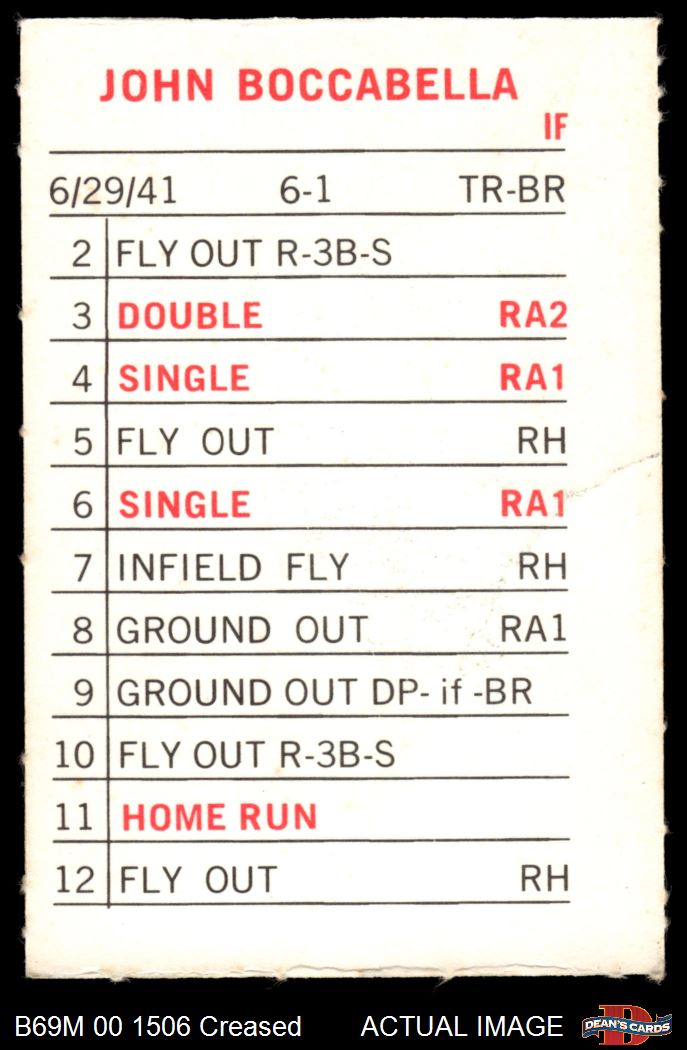 JOHN BOCCABELLA
IF
6/29/41 6-1 TR-BR
2 FLY OUT R-3B-S
3 DOUBLE RA2
4 SINGLE RA1
5 FLY OUT RH
6 SINGLE RA1
7 INFIELD FLY RH
8 GROUND OUT RA1
9 GROUND OUT DP- if -BR
10 FLY OUT R-3B-S
11 HOME RUN
12 FLY OUT RH
B69M 00 1506 Creased ACTUAL IMAGE D DEAN'S CARDS